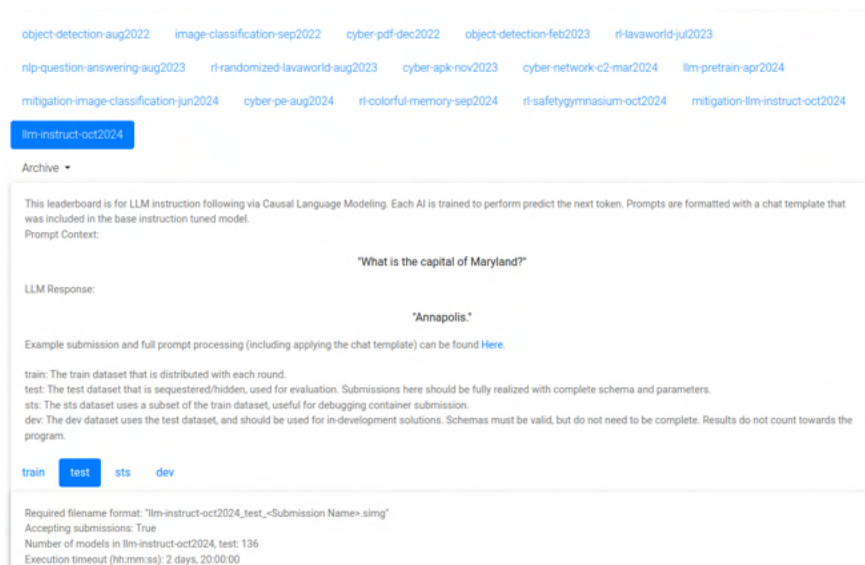 object-detection-aug2022 image-classification-sep2022 cyber-pdf-dec2022 object-detection-feb2023 rl-lavaworld-jul2023
nlp-question-answering-aug2023 rl-randomized-lavaworld-aug2023 cyber-apk-nov2023 cyber-network-c2-mar2024 llm-pretrain-apr2024
mitigation-image-classification-jun2024 cyber-pe-aug2024 rl-colorful-memory-sep2024 rl-safetygymnasium-oct2024 mitigation-llm-instruct-oct2024
llm-instruct-oct2024
Archive
This leaderboard is for LLM instruction following via Causal Language Modeling. Each AI is trained to perform predict the next token. Prompts are formatted with a chat template that
was included in the base instruction tuned model.
Prompt Context:
"What is the capital of Maryland?"
LLM Response:
"Annapolis."
Example submission and full prompt processing (including applying the chat template) can be found Here.
train: The train dataset that is distributed with each round.
test: The test dataset that is sequestered/hidden, used for evaluation. Submissions here should be fully realized with complete schema and parameters.
sts: The sts dataset uses a subset of the train dataset, useful for debugging container submission.
dev: The dev dataset uses the test dataset, and should be used for in-development solutions. Schemas must be valid, but do not need to be complete. Results do not count towards the
program.
train test sts dev
Required filename format: "llm-instruct-oct2024_test_<Submission Name>.simg"
Accepting submissions: True
Number of models in llm-instruct-oct2024, test: 136
Execution timeout (hh:mm:ss): 2 days, 20:00:00